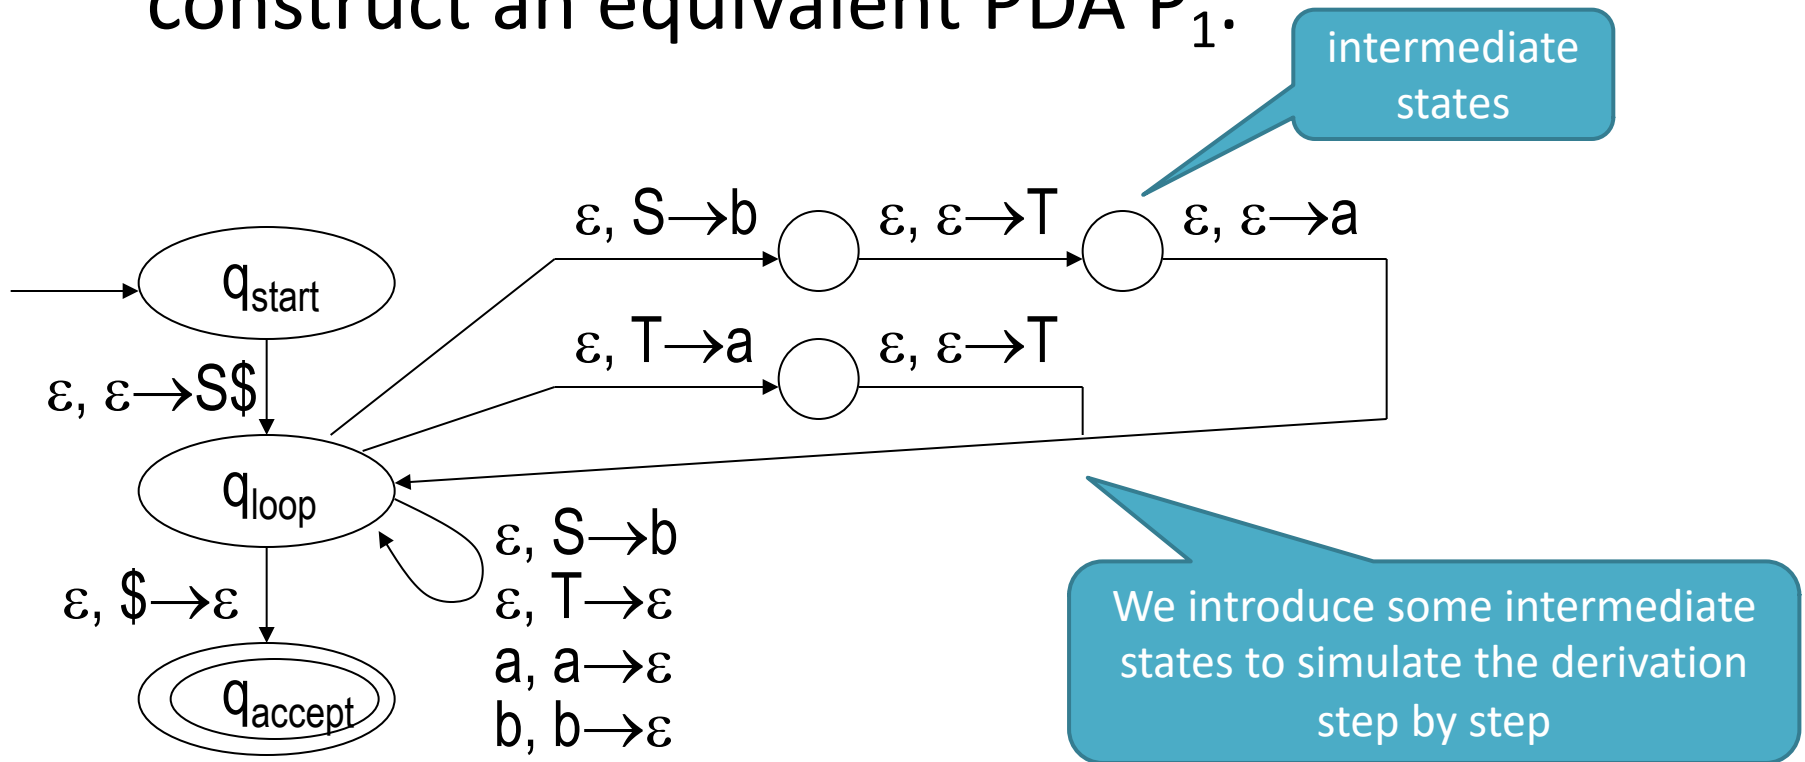 construct an equivalent PDA P₁.
intermediate
states
ε, S→b
ε, ε→T
ε, ε→a
q_start
ε, T→a
ε, ε→T
ε, ε→S$
q_loop
ε, S→b
ε, T→ε
a, a→ε
b, b→ε
ε, $→ε
q_accept
We introduce some intermediate
states to simulate the derivation
step by step